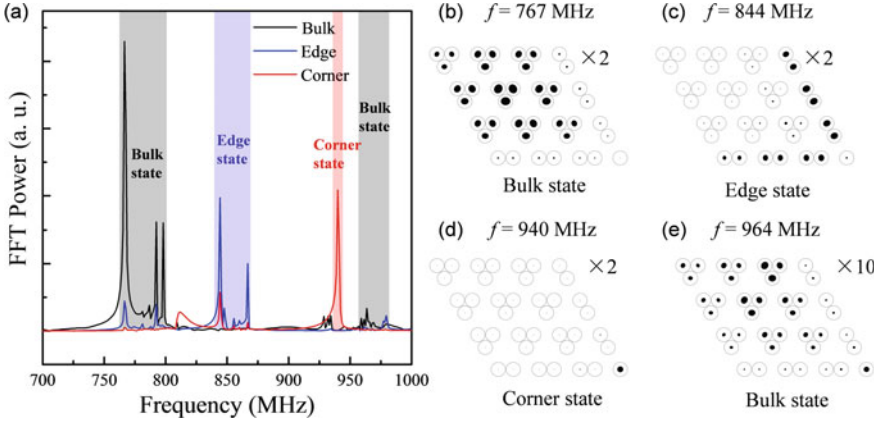 (a)
FFT Power (a. u.)
Bulk
Edge
Corner
Bulk
state
Edge
state
Corner
state
Bulk
state
700 750 800 850 900 950 1000
Frequency (MHz)
(b) f = 767 MHz
×2
Bulk state
(c) f = 844 MHz
×2
Edge state
(d) f = 940 MHz
×2
Corner state
(e) f = 964 MHz
×10
Bulk state